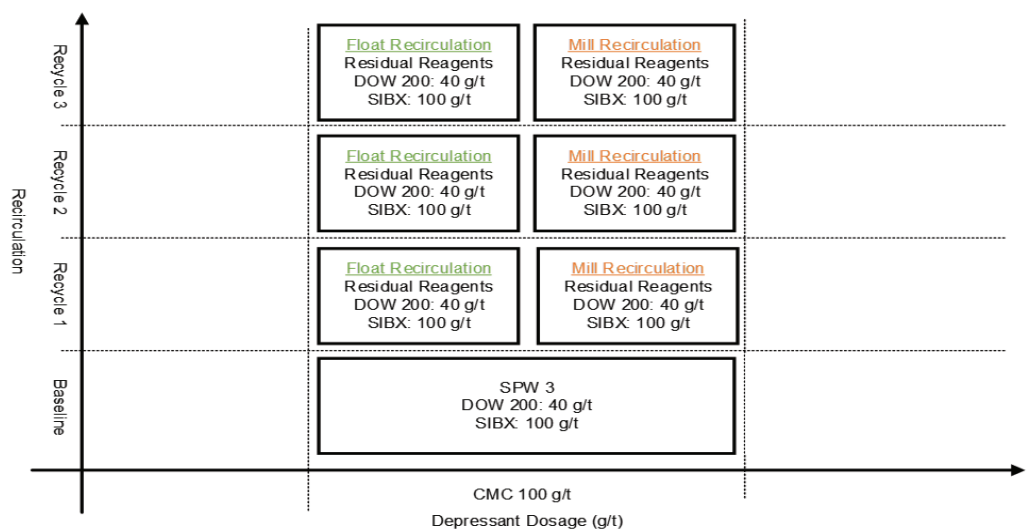 Recirculation
Recycle 3
Float Recirculation
Residual Reagents
DOW 200: 40 g/t
SIBX: 100 g/t
Mill Recirculation
Residual Reagents
DOW 200: 40 g/t
SIBX: 100 g/t
Recycle 2
Float Recirculation
Residual Reagents
DOW 200: 40 g/t
SIBX: 100 g/t
Mill Recirculation
Residual Reagents
DOW 200: 40 g/t
SIBX: 100 g/t
Recycle 1
Float Recirculation
Residual Reagents
DOW 200: 40 g/t
SIBX: 100 g/t
Mill Recirculation
Residual Reagents
DOW 200: 40 g/t
SIBX: 100 g/t
Baseline
SPW 3
DOW 200: 40 g/t
SIBX: 100 g/t
CMC 100 g/t
Depressant Dosage (g/t)